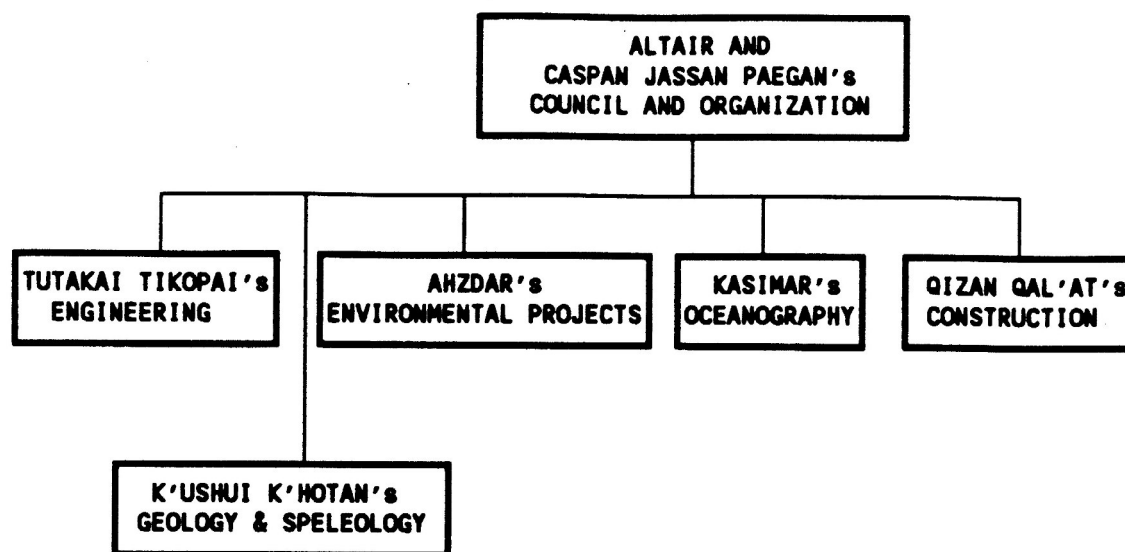 ALTAIR AND
CASPAN JASSAN PAEGAN's
COUNCIL AND ORGANIZATION
TUTAKAI TIKOPAI's
ENGINEERING
AHZDAR's
ENVIRONMENTAL PROJECTS
KASIMAR's
OCEANOGRAPHY
QIZAN QAL'AT's
CONSTRUCTION
K'USHUI K'HOTAN's
GEOLOGY & SPELEOLOGY